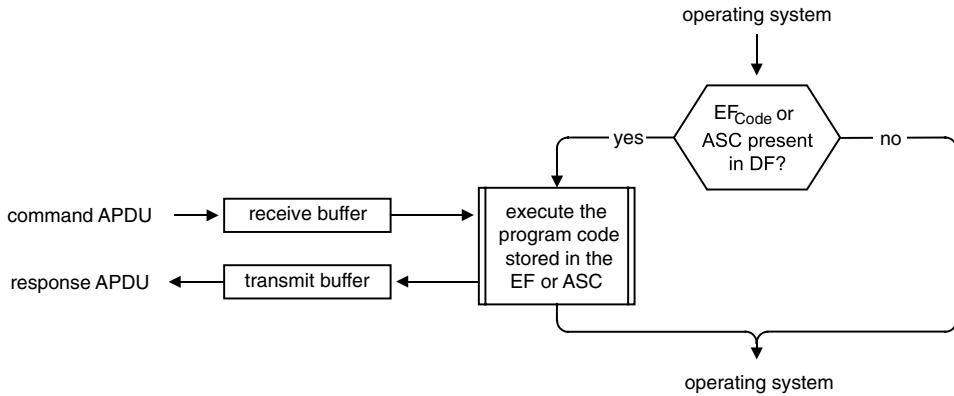 operating system
EFCode or
ASC present
in DF?
yes
no
command APDU
receive buffer
execute the
program code
stored in the
EF or ASC
response APDU
transmit buffer
operating system